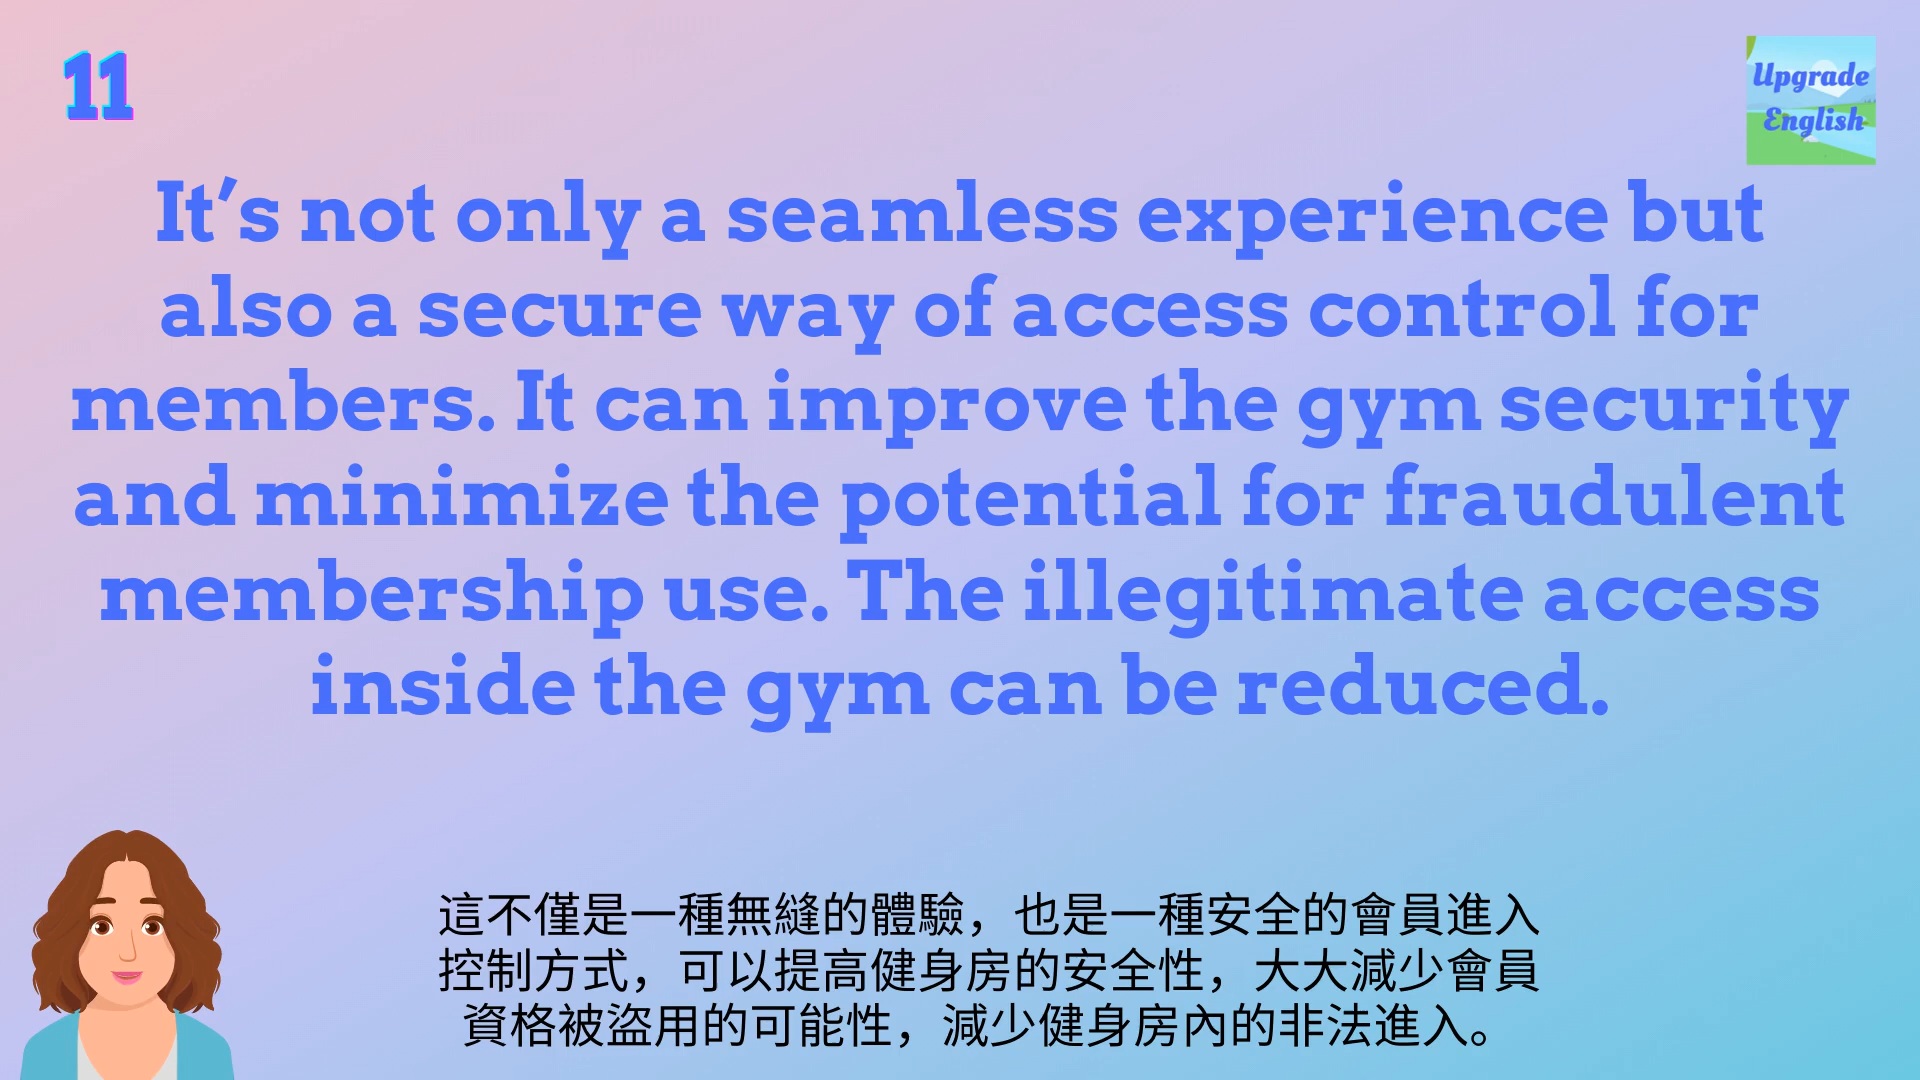 11
Upgrade
English
It’s not only a seamless experience but
also a secure way of access control for
members. It can improve the gym security
and minimize the potential for fraudulent
membership use. The illegitimate access
inside the gym can be reduced.
這不僅是一種無縫的體驗，也是一種安全的會員進入
控制方式，可以提高健身房的安全性，大大減少會員
資格被盜用的可能性，減少健身房內的非法進入。